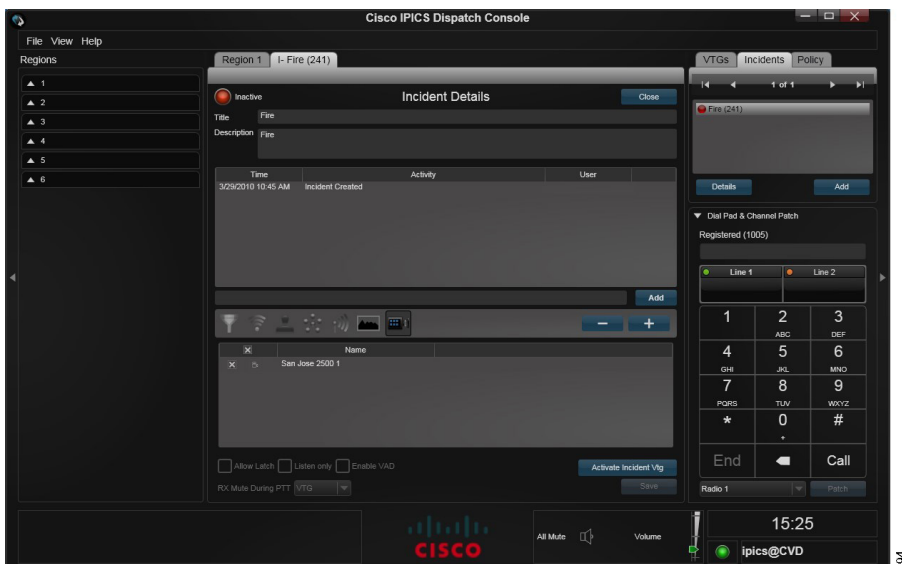 Cisco IPICS Dispatch Console
File View Help
Regions
1
2
3
4
5
6
Region 1
I- Fire (241)
Inactive
Incident Details
Close
Title
Fire
Description
Fire
Time
Activity
User
3/29/2010 10:45 AM
Incident Created
Add
Name
San Jose 2500 1
Allow Latch
Listen only
Enable VAD
Activate Incident Vtg
RX Mute During PTT
VTG
Save
VTGs
Incidents
Policy
1 of 1
Fire (241)
Details
Add
Dial Pad & Channel Patch
Registered (1005)
Line 1
Line 2
1
2
ABC
3
DEF
4
GHI
5
JKL
6
MNO
7
PQRS
8
TUV
9
WXYZ
*
0
+
#
End
Call
Radio 1
Patch
CISCO
All Mute
Volume
15:25
ipics@CVD